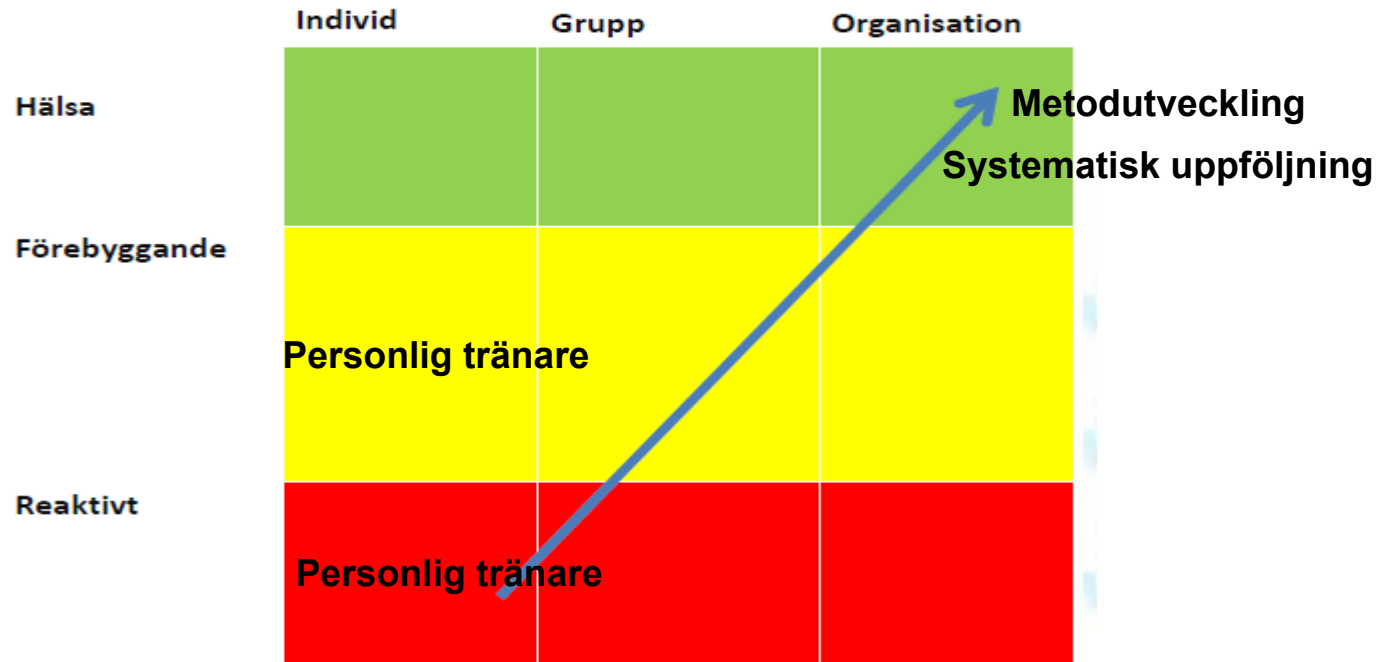 Individ Grupp Organisation
Hälsa
Metodutveckling
Systematisk uppföljning
Förebyggande
Personlig tränare
Reaktivt
Personlig tränare